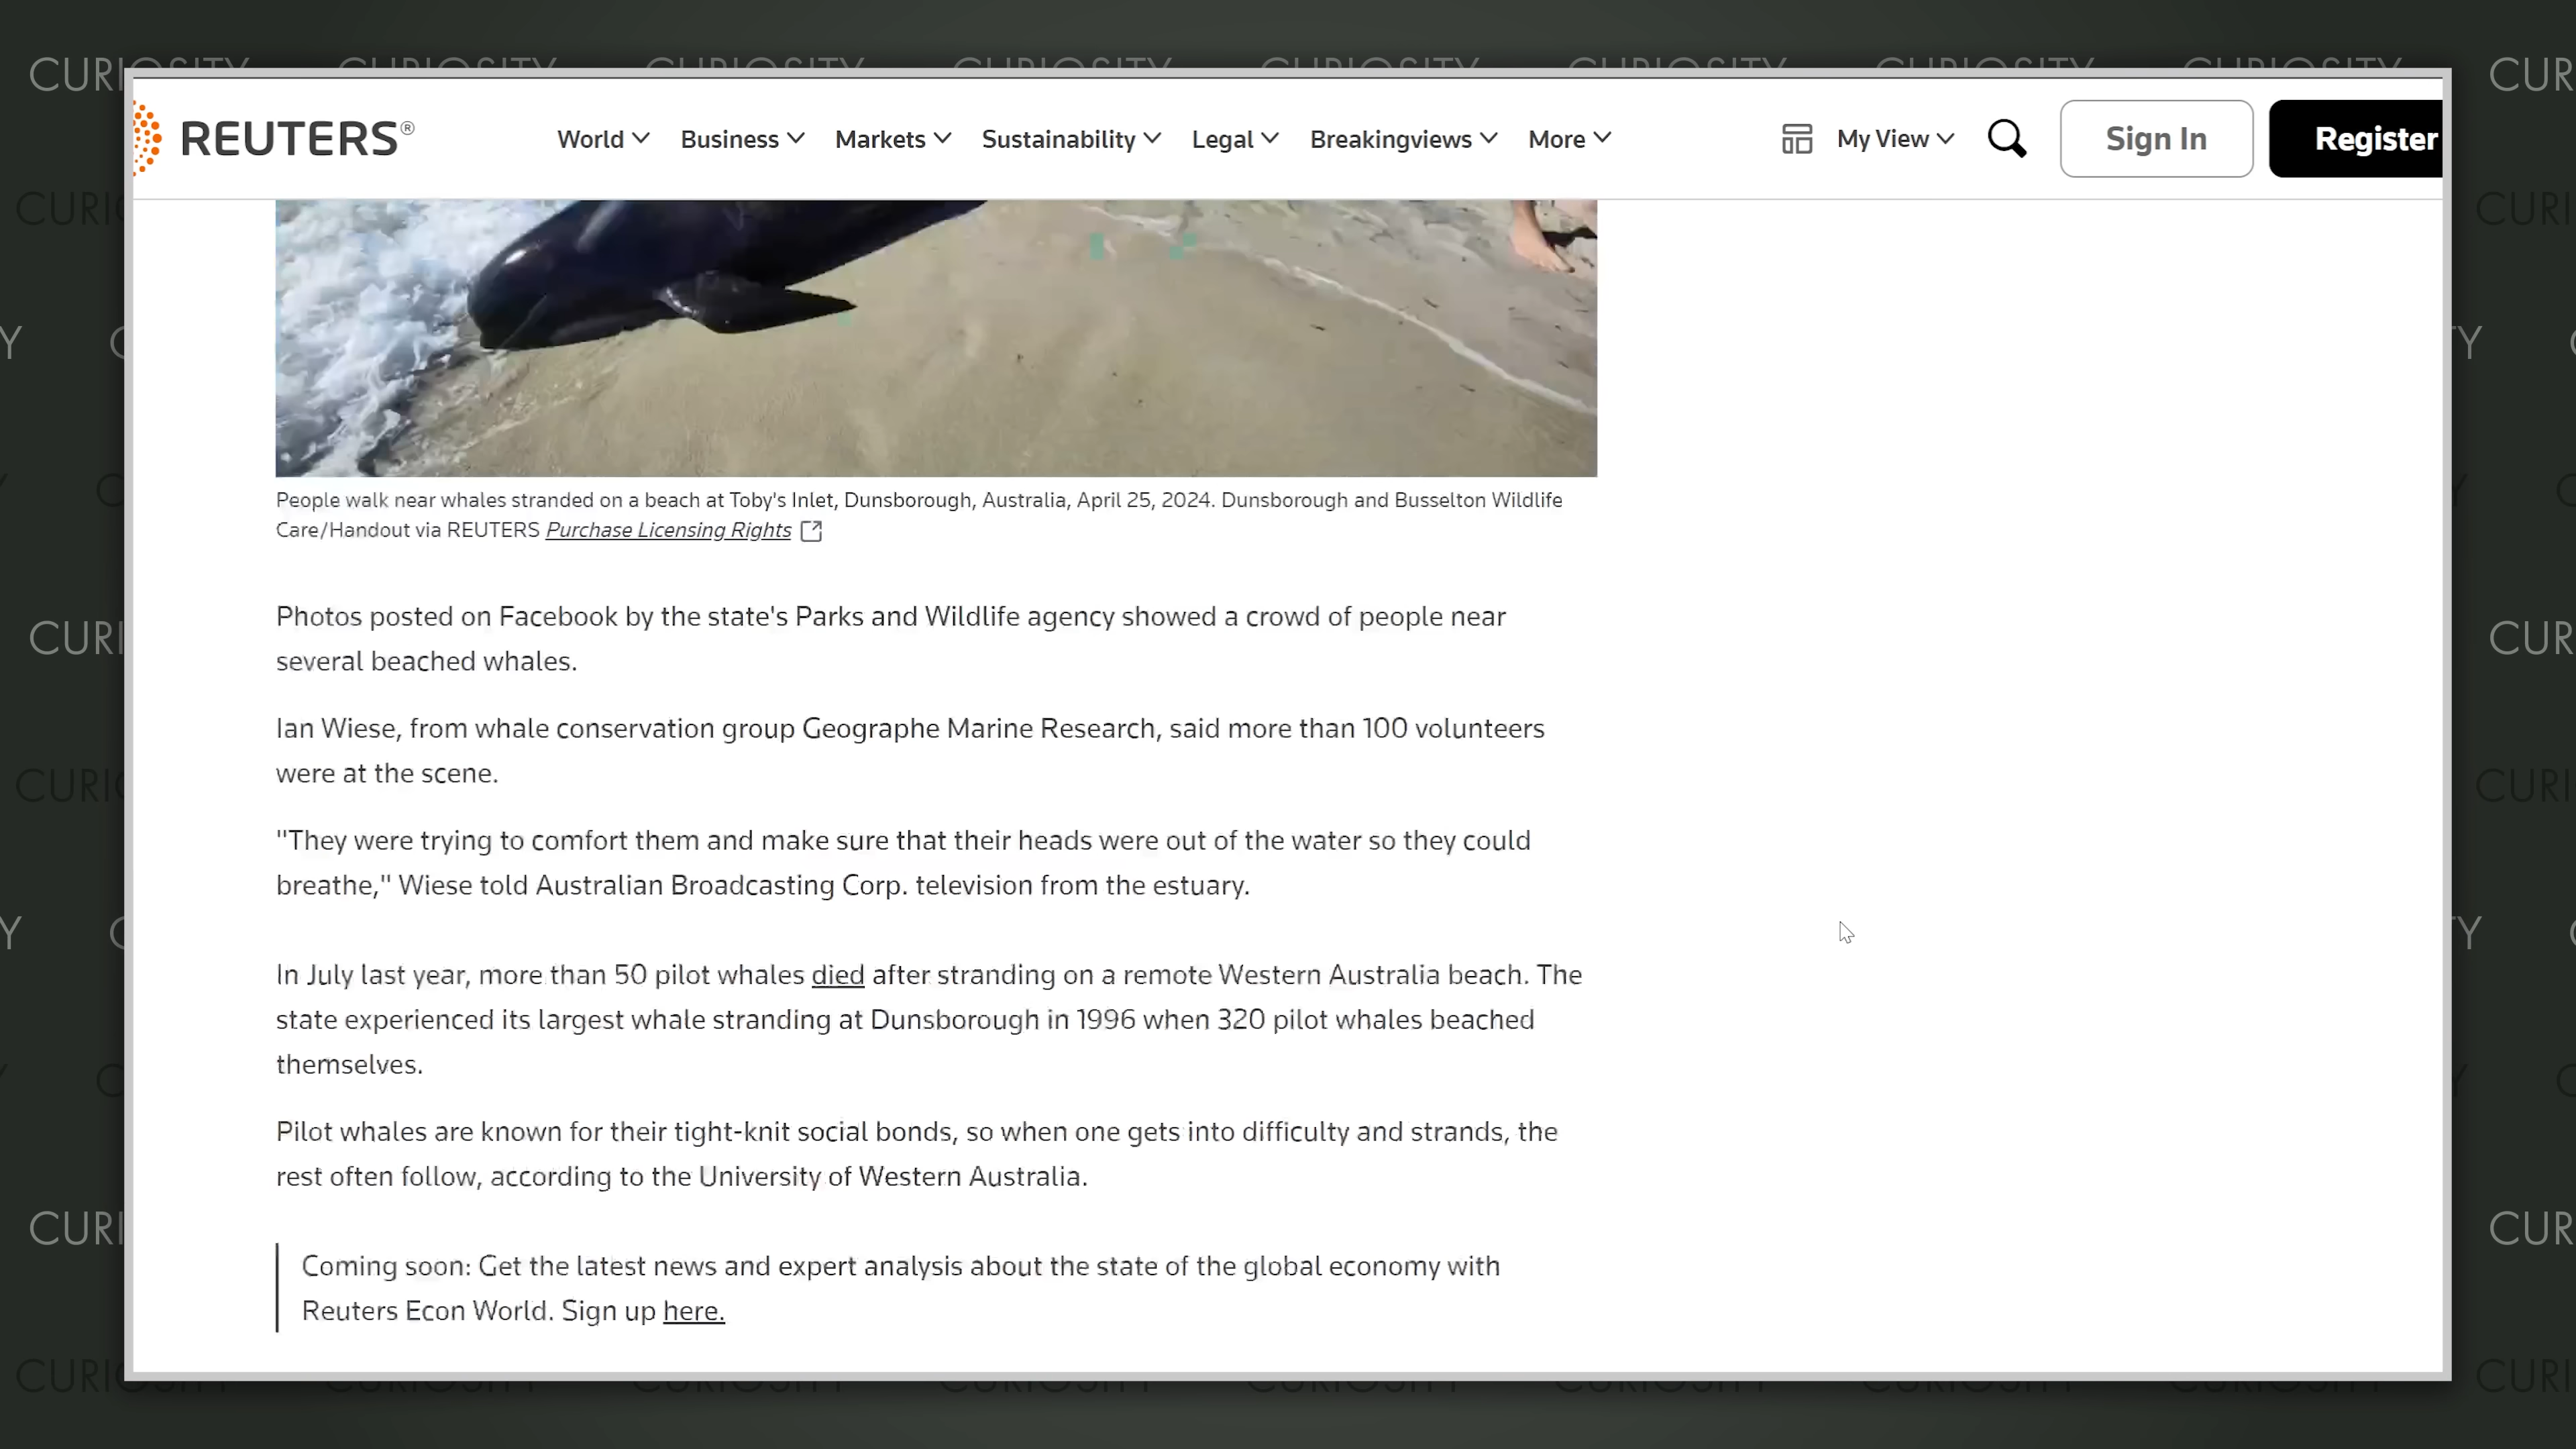 REUTERS®
World
Business
Markets
Sustainability
Legal
Breakingviews
More
My View
Sign In
Register
People walk near whales stranded on a beach at Toby's Inlet, Dunsborough, Australia, April 25, 2024. Dunsborough and Busselton Wildlife
Care/Handout via REUTERS Purchase Licensing Rights
Photos posted on Facebook by the state's Parks and Wildlife agency showed a crowd of people near
several beached whales.
Ian Wiese, from whale conservation group Geographe Marine Research, said more than 100 volunteers
were at the scene.
"They were trying to comfort them and make sure that their heads were out of the water so they could
breathe," Wiese told Australian Broadcasting Corp. television from the estuary.
In July last year, more than 50 pilot whales died after stranding on a remote Western Australia beach. The
state experienced its largest whale stranding at Dunsborough in 1996 when 320 pilot whales beached
themselves.
Pilot whales are known for their tight-knit social bonds, so when one gets into difficulty and strands, the
rest often follow, according to the University of Western Australia.
Coming soon: Get the latest news and expert analysis about the state of the global economy with
Reuters Econ World. Sign up here.